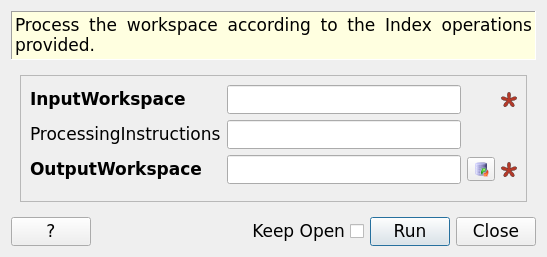 Process the workspace according to the Index operations
provided.
InputWorkspace
ProcessingInstructions
OutputWorkspace
? Keep Open Run Close